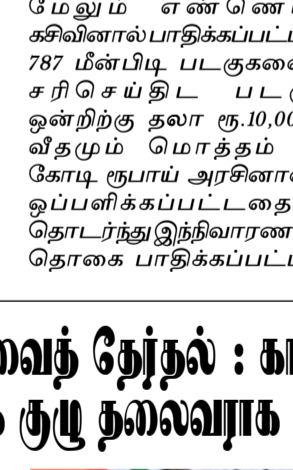 மேலும் எண்ணெ
கசிவினால் பாதிக்கப்பட்ட
787 மீன்பிடி படகுகளை
சரிசெய்திட பட
ஒன்றிற்கு தலா ரூ.10,00
வீதமும் மொத்தம்
கோடி ரூபாய் அரசினா
ஒப்பளிக்கப்பட்டதை
தொடர்ந்து இந்நிவாரண
தொகை பாதிக்கப்பட்ட
வைத் தேர்தல் : கா
குழு தலைவராக